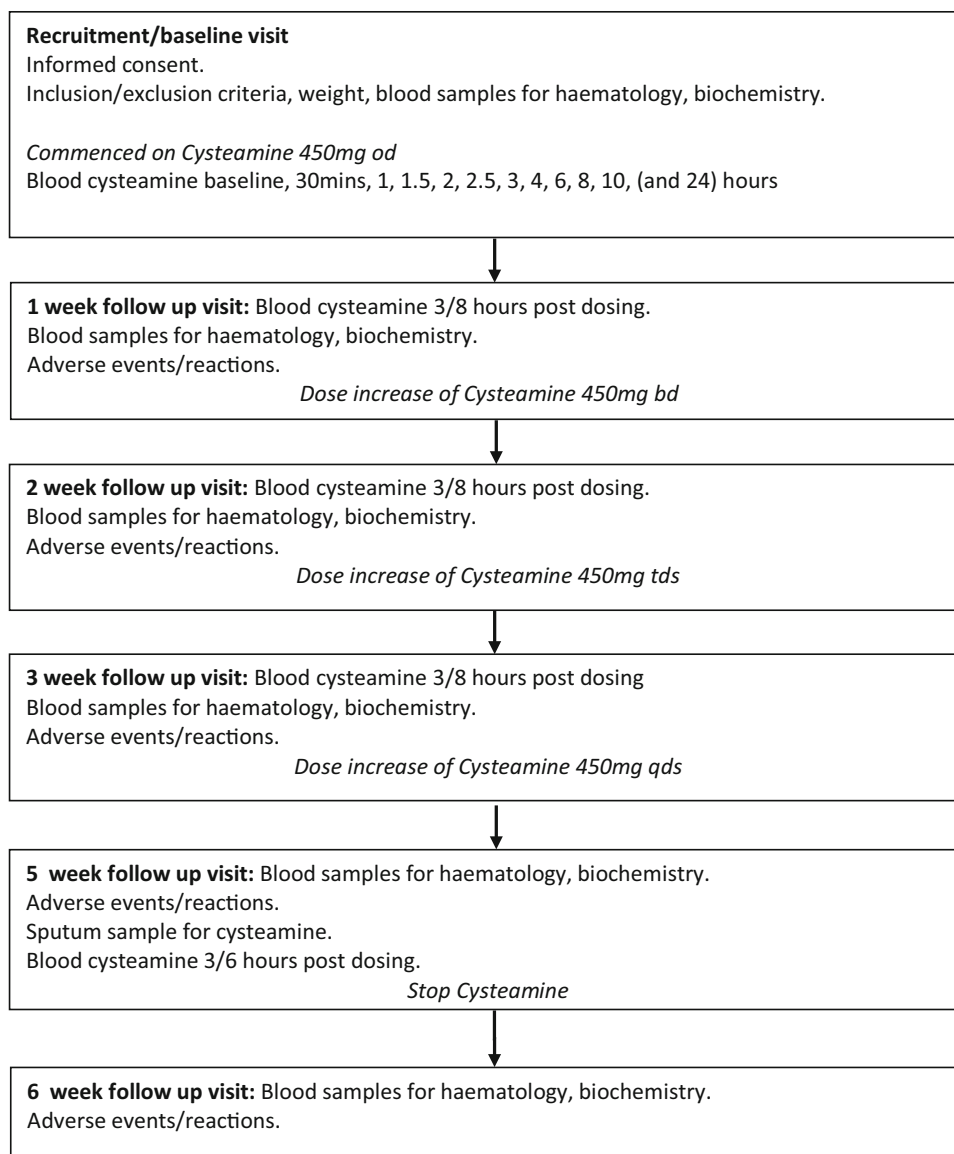 Recruitment/baseline visit
Informed consent.
Inclusion/exclusion criteria, weight, blood samples for haematology, biochemistry.
Commenced on Cysteamine 450mg od
Blood cysteamine baseline, 30mins, 1, 1.5, 2, 2.5, 3, 4, 6, 8, 10, (and 24) hours
1 week follow up visit: Blood cysteamine 3/8 hours post dosing.
Blood samples for haematology, biochemistry.
Adverse events/reactions.
Dose increase of Cysteamine 450mg bd
2 week follow up visit: Blood cysteamine 3/8 hours post dosing.
Blood samples for haematology, biochemistry.
Adverse events/reactions.
Dose increase of Cysteamine 450mg tds
3 week follow up visit: Blood cysteamine 3/8 hours post dosing
Blood samples for haematology, biochemistry.
Adverse events/reactions.
Dose increase of Cysteamine 450mg qds
5 week follow up visit: Blood samples for haematology, biochemistry.
Adverse events/reactions.
Sputum sample for cysteamine.
Blood cysteamine 3/6 hours post dosing.
Stop Cysteamine
6 week follow up visit: Blood samples for haematology, biochemistry.
Adverse events/reactions.